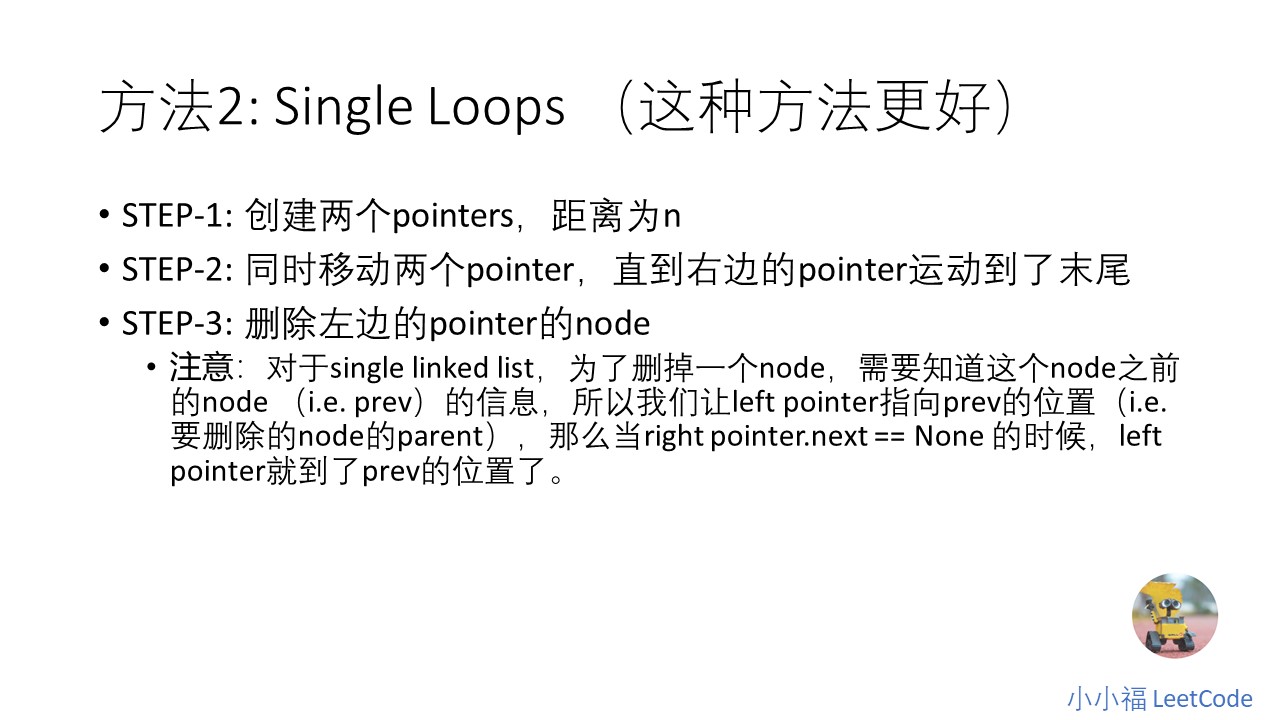 方法2: Single Loops （这种方法更好）
• STEP-1: 创建两个pointers，距离为n
• STEP-2: 同时移动两个pointer，直到右边的pointer运动到了末尾
• STEP-3: 删除左边的pointer的node
• 注意：对于single linked list，为了删掉一个node，需要知道这个node之前
的node （i.e. prev）的信息，所以我们让left pointer指向prev的位置（i.e.
要删除的node的parent），那么当right pointer.next == None 的时候，left
pointer就到了prev的位置了。
小小福 LeetCode